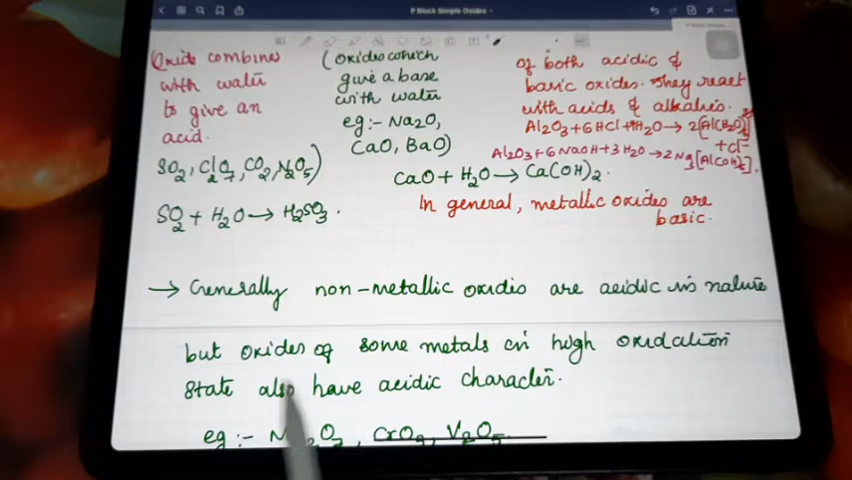 P Block Simple Oxides
Oxide combines
with water
to give an
acid.
SO2, Cl2O7, CO2, N2O5)
SO2 + H2O → H2SO3.
(oxides which
give a base
with water
eg:- Na2O,
CaO, BaO)
CaO + H2O → Ca(OH)2.
of both acidic &
basic oxides. They react
with acids & alkalies.
Al2O3 + 6HCl + 9H2O → 2[Al(H2O)6]3+
+ Cl-
Al2O3 + 6NaOH + 3H2O → 2Na3[Al(OH)6].
In general, metallic oxides are
basic.
→ Generally non-metallic oxides are acidic in nature
but oxides of some metals in high oxidation
state also have acidic character.
eg:- CrO3, V2O5.